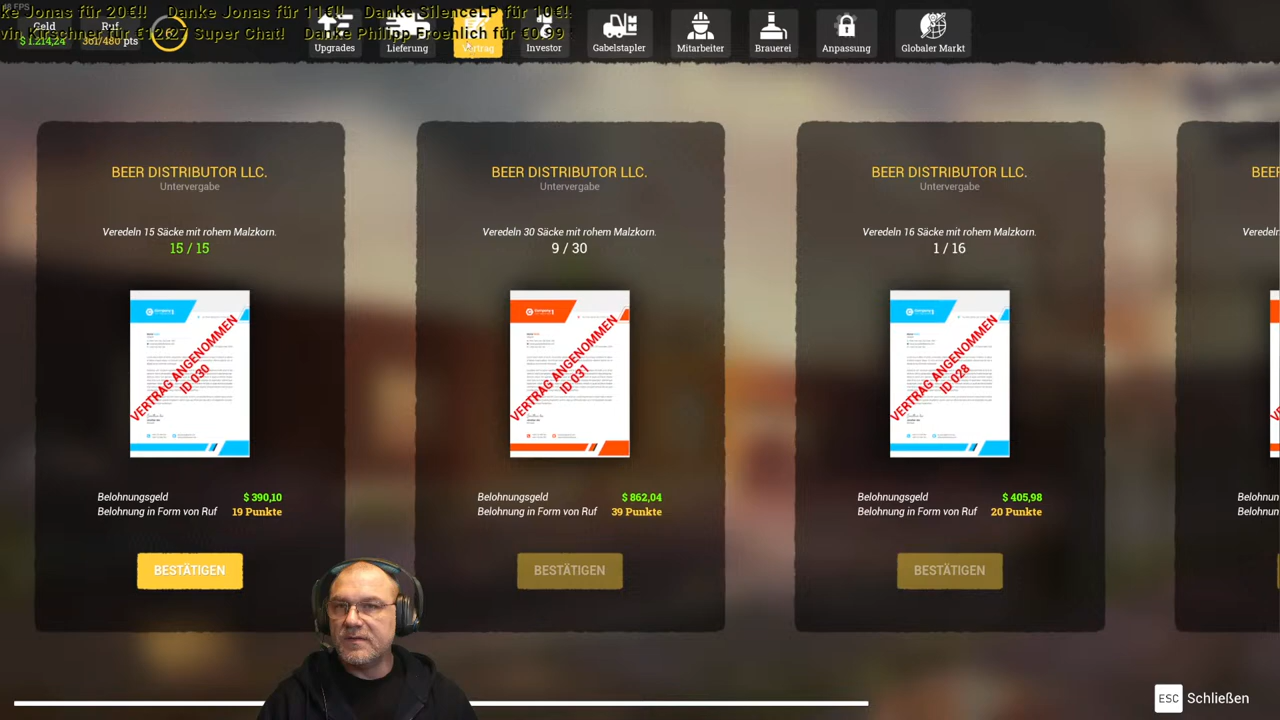 ke Jonas für 20€!! Danke Jonas für 11€!! Danke SilenceLP für 10€!!
vin Kirschner für €12.27 Super Chat! Danke Philipp Froehlich für €0.99
Geld
$ 1.214,24
Ruf
361/480 pts
Upgrades
Lieferung
Vertrag
Investor
Gabelstapler
Mitarbeiter
Brauerei
Anpassung
Globaler Markt
BEER DISTRIBUTOR LLC.
Untervergabe
Veredeln 15 Säcke mit rohem Malzkorn.
15 / 15
VERTRAG ANGENOMMEN
ID 030
Belohnungsgeld $ 390,10
Belohnung in Form von Ruf 19 Punkte
BESTÄTIGEN
BEER DISTRIBUTOR LLC.
Untervergabe
Veredeln 30 Säcke mit rohem Malzkorn.
9 / 30
VERTRAG ANGENOMMEN
ID 031
Belohnungsgeld $ 862,04
Belohnung in Form von Ruf 39 Punkte
BESTÄTIGEN
BEER DISTRIBUTOR LLC.
Untervergabe
Veredeln 16 Säcke mit rohem Malzkorn.
1 / 16
VERTRAG ANGENOMMEN
ID 028
Belohnungsgeld $ 405,98
Belohnung in Form von Ruf 20 Punkte
BESTÄTIGEN
BEE
Vered
Belohnun
Belohnun
ESC Schließen